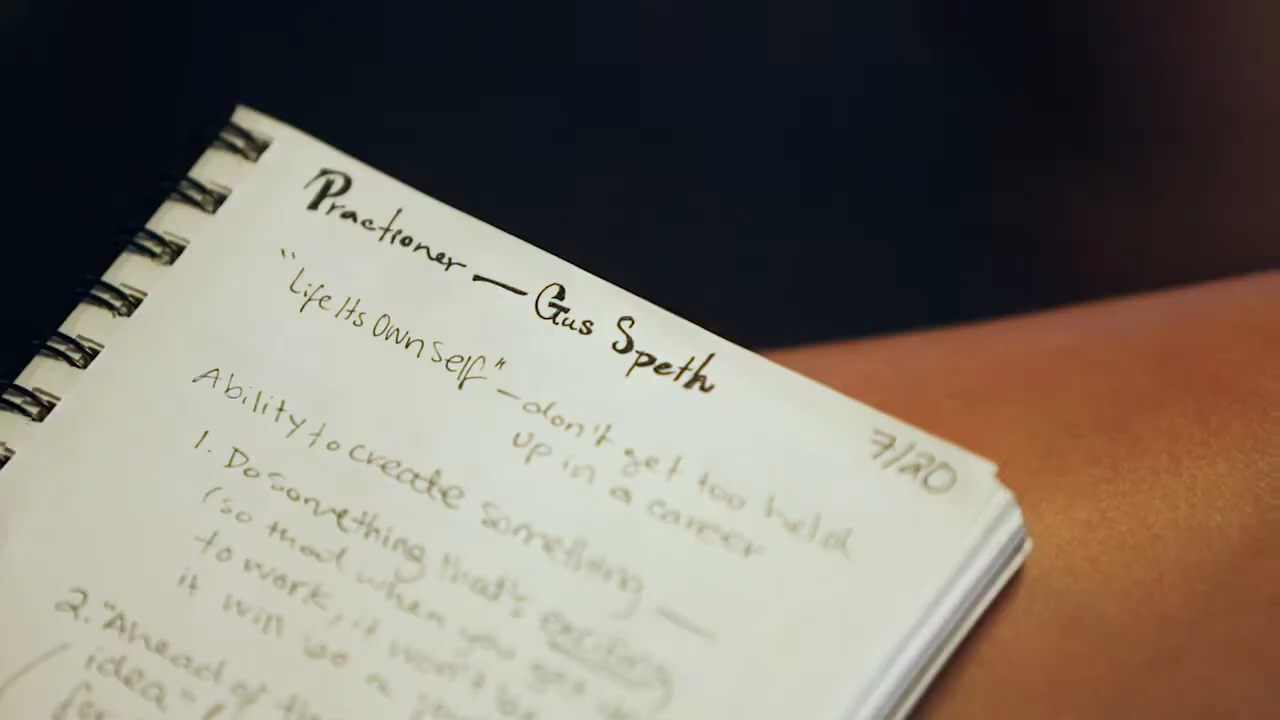 Practioner — Gus Speth
7/20
"Life Its Own self" – don't get too held
up in a career
Ability to create something —
1. Do something that's exciting
(so that when you get
to work, it won't be
it will be a
2. "Ahead of the
idea =
for